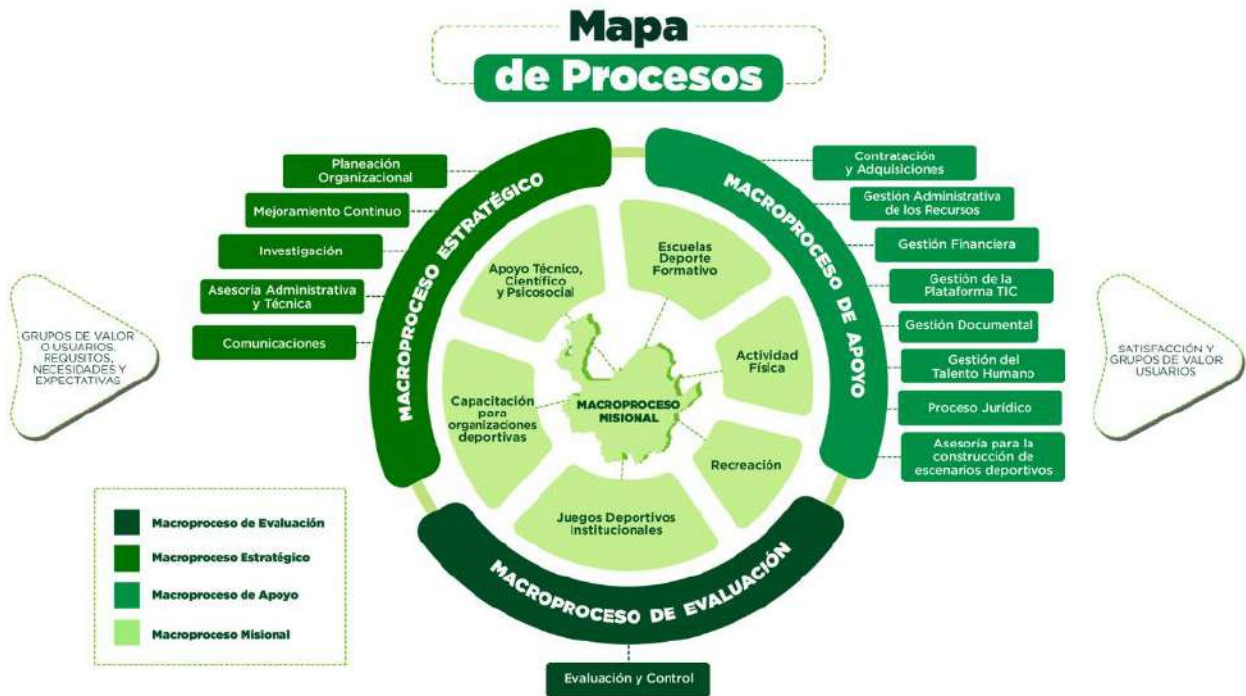 Mapa
de Procesos
Planeación
Organizacional
Mejoramiento Continuo
Investigación
Asesoría Administrativa
y Técnica
Comunicaciones
MACROPROCESO ESTRATÉGICO
MACROPROCESO DE APOYO
Contratación
y Adquisiciones
Gestión Administrativa
de los Recursos
Gestión Financiera
Gestión de la
Plataforma TIC
Gestión Documental
Gestión del
Talento Humano
Proceso Jurídico
Asesoría para la
construcción de
escenarios deportivos
GRUPOS DE VALOR
O USUARIOS,
REQUSITOS,
NECESIDADES Y
EXPECTATIVAS
Apoyo Técnico,
Científico
y Psicosocial
Escuelas
Deporte
Formativo
Actividad
Física
Capacitación
para
organizaciones
deportivas
MACROPROCESO
MISIONAL
Recreación
Juegos Deportivos
Institucionales
SATISFACCIÓN Y
GRUPOS DE VALOR
USUARIOS
Macroproceso de Evaluación
Macroproceso Estratégico
Macroproceso de Apoyo
Macroproceso Misional
MACROPROCESO DE EVALUACIÓN
Evaluación y Control